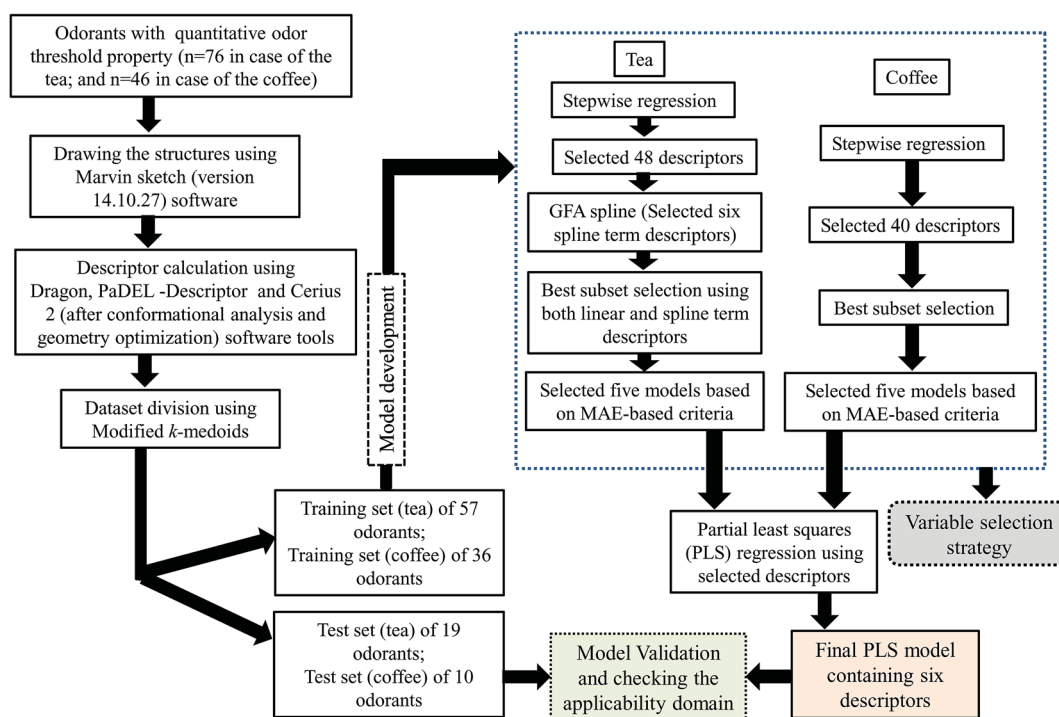 Odorants with quantitative odor
threshold property (n=76 in case of the
tea; and n=46 in case of the coffee)
Drawing the structures using
Marvin sketch (version
14.10.27) software
Descriptor calculation using
Dragon, PaDEL -Descriptor and Cerius
2 (after conformational analysis and
geometry optimization) software tools
Dataset division using
Modified k-medoids
Training set (tea) of 57
odorants;
Training set (coffee) of 36
odorants
Test set (tea) of 19
odorants;
Test set (coffee) of 10
odorants
Model development
Tea
Stepwise regression
Selected 48 descriptors
GFA spline (Selected six
spline term descriptors)
Best subset selection using
both linear and spline term
descriptors
Selected five models based
on MAE-based criteria
Coffee
Stepwise regression
Selected 40 descriptors
Best subset selection
Selected five models based
on MAE-based criteria
Variable selection
strategy
Partial least squares
(PLS) regression using
selected descriptors
Final PLS model
containing six
descriptors
Model Validation
and checking the
applicability domain